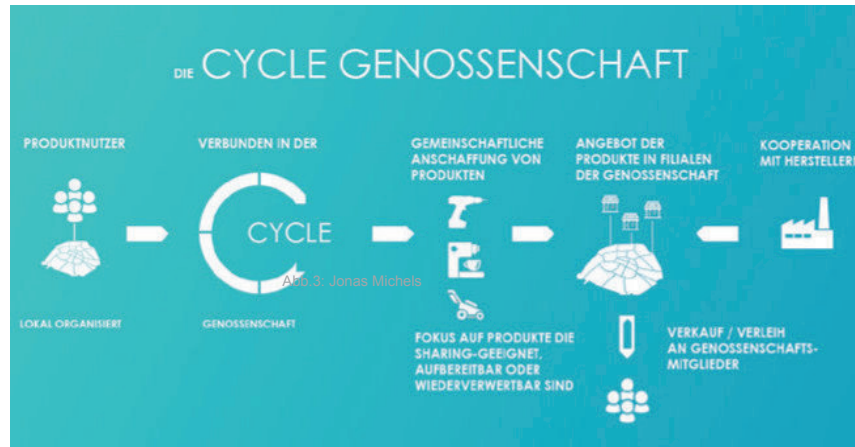 DIE CYCLE GENOSSENSCHAFT
PRODUKTNUTZER
LOKAL ORGANISIERT
VERBUNDEN IN DER
CYCLE
GENOSSENSCHAFT
Abb.3: Jonas Michels
GEMEINSCHAFTLICHE
ANSCHAFFUNG VON
PRODUKTEN
FOKUS AUF PRODUKTE DIE
SHARING-GEEIGNET,
AUFBEREITBAR ODER
WIEDERVERWERTBAR SIND
ANGEBOT DER
PRODUKTE IN FILIALEN
DER GENOSSENSCHAFT
VERKAUF / VERLEIH
AN GENOSSENSCHAFTS-
MITGLIEDER
KOOPERATION
MIT HERSTELLER